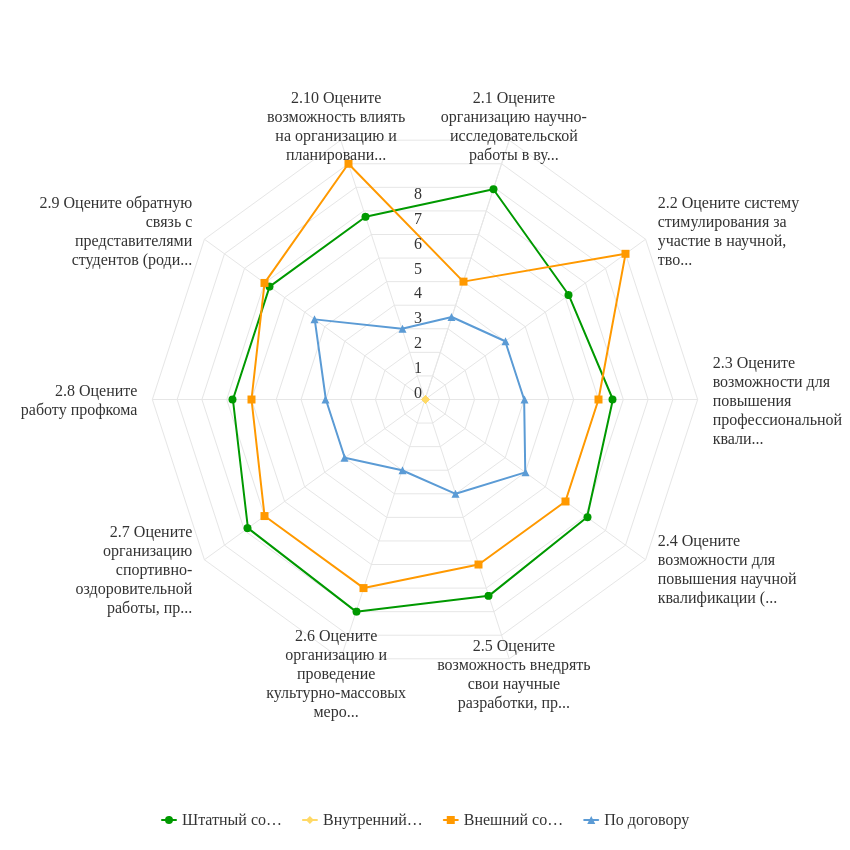 2.10 Оцените
возможность влиять
на организацию и
планировани...
2.1 Оцените
организацию научно-
исследовательской
работы в ву...
2.9 Оцените обратную
связь с
представителями
студентов (роди...
2.2 Оцените систему
стимулирования за
участие в научной,
тво...
8
7
6
5
4
3
2
1
0
2.8 Оцените
работу профкома
2.3 Оцените
возможности для
повышения
профессиональной
квали...
2.7 Оцените
организацию
спортивно-
оздоровительной
работы, пр...
2.4 Оцените
возможности для
повышения научной
квалификации (...
2.6 Оцените
организацию и
проведение
культурно-массовых
меро...
2.5 Оцените
возможность внедрять
свои научные
разработки, пр...
Штатный со… Внутренний… Внешний со… По договору